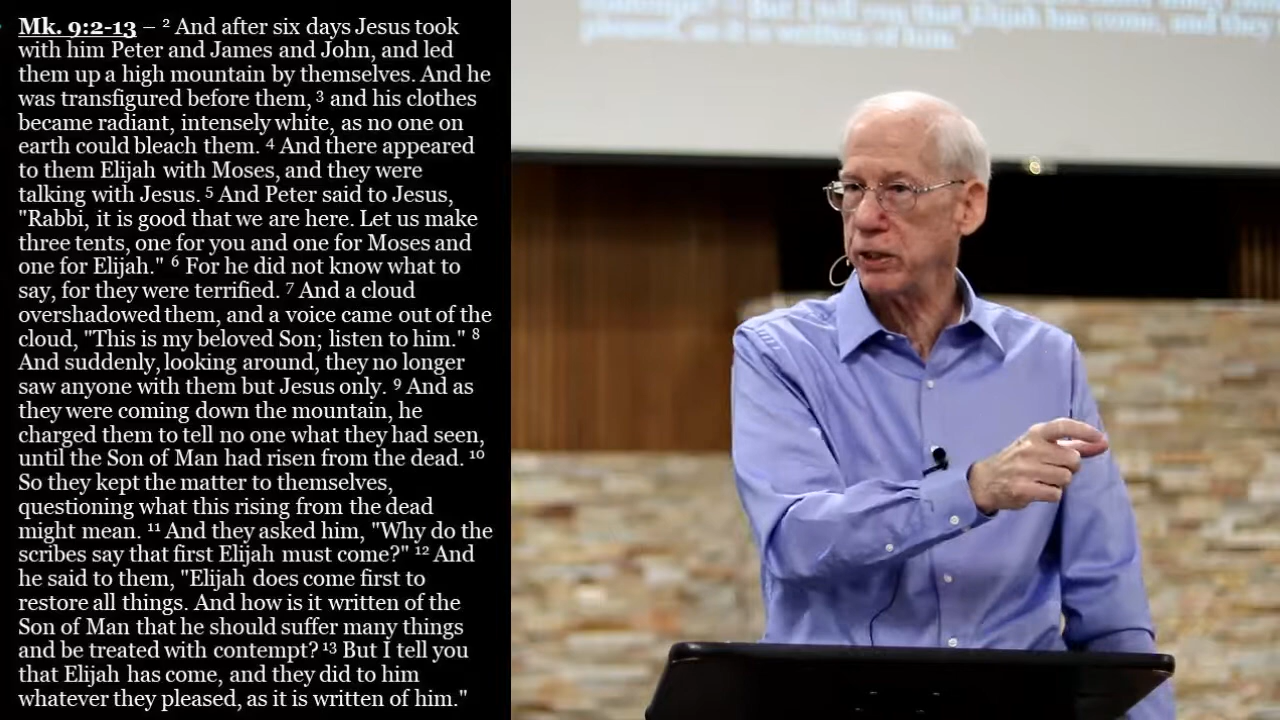 Mk. 9:2-13 – ² And after six days Jesus took
with him Peter and James and John, and led
them up a high mountain by themselves. And he
was transfigured before them, ³ and his clothes
became radiant, intensely white, as no one on
earth could bleach them. ⁴ And there appeared
to them Elijah with Moses, and they were
talking with Jesus. ⁵ And Peter said to Jesus,
"Rabbi, it is good that we are here. Let us make
three tents, one for you and one for Moses and
one for Elijah." ⁶ For he did not know what to
say, for they were terrified. ⁷ And a cloud
overshadowed them, and a voice came out of the
cloud, "This is my beloved Son; listen to him." ⁸
And suddenly, looking around, they no longer
saw anyone with them but Jesus only. ⁹ And as
they were coming down the mountain, he
charged them to tell no one what they had seen,
until the Son of Man had risen from the dead. ¹⁰
So they kept the matter to themselves,
questioning what this rising from the dead
might mean. ¹¹ And they asked him, "Why do the
scribes say that first Elijah must come?" ¹² And
he said to them, "Elijah does come first to
restore all things. And how is it written of the
Son of Man that he should suffer many things
and be treated with contempt? ¹³ But I tell you
that Elijah has come, and they did to him
whatever they pleased, as it is written of him."
But I tell you that Elijah has come, and they
pleased, as it is written of him.